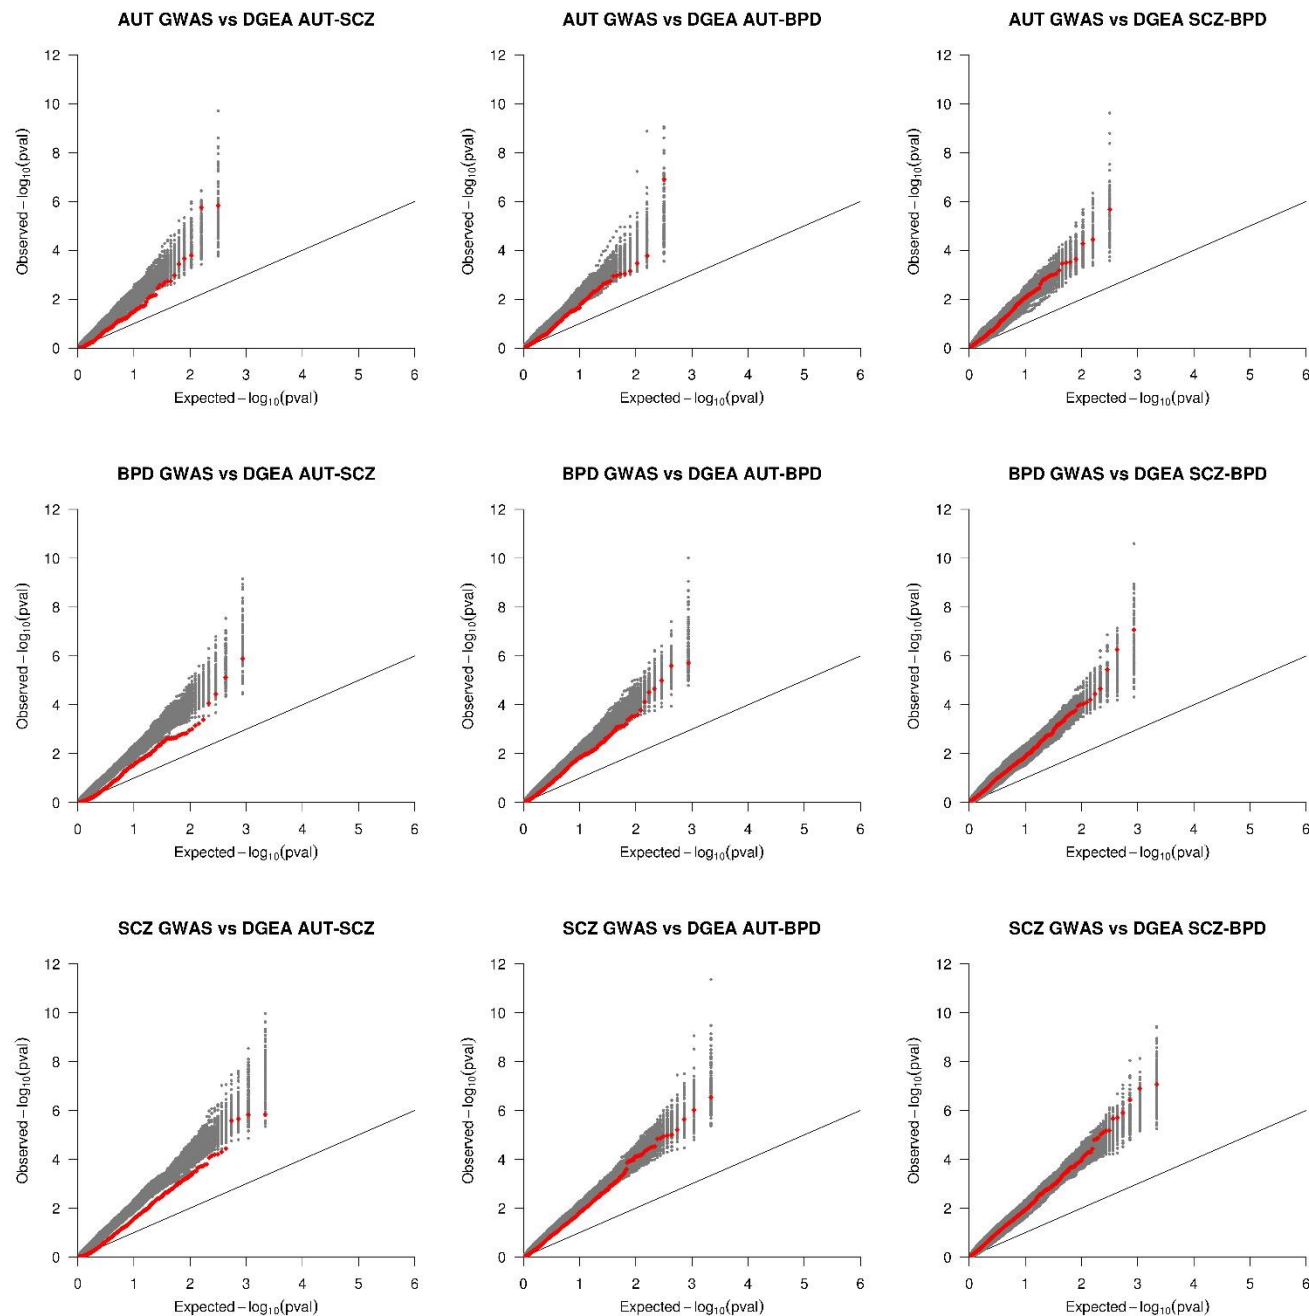 AUT GWAS vs DGEA AUT-SCZ
12
10
8
6
4
2
0
Observed −log10(pval)
0 1 2 3 4 5 6
Expected −log10(pval)
AUT GWAS vs DGEA AUT-BPD
12
10
8
6
4
2
0
Observed −log10(pval)
0 1 2 3 4 5 6
Expected −log10(pval)
AUT GWAS vs DGEA SCZ-BPD
12
10
8
6
4
2
0
Observed −log10(pval)
0 1 2 3 4 5 6
Expected −log10(pval)
BPD GWAS vs DGEA AUT-SCZ
12
10
8
6
4
2
0
Observed −log10(pval)
0 1 2 3 4 5 6
Expected −log10(pval)
BPD GWAS vs DGEA AUT-BPD
12
10
8
6
4
2
0
Observed −log10(pval)
0 1 2 3 4 5 6
Expected −log10(pval)
BPD GWAS vs DGEA SCZ-BPD
12
10
8
6
4
2
0
Observed −log10(pval)
0 1 2 3 4 5 6
Expected −log10(pval)
SCZ GWAS vs DGEA AUT-SCZ
12
10
8
6
4
2
0
Observed −log10(pval)
0 1 2 3 4 5 6
Expected −log10(pval)
SCZ GWAS vs DGEA AUT-BPD
12
10
8
6
4
2
0
Observed −log10(pval)
0 1 2 3 4 5 6
Expected −log10(pval)
SCZ GWAS vs DGEA SCZ-BPD
12
10
8
6
4
2
0
Observed −log10(pval)
0 1 2 3 4 5 6
Expected −log10(pval)